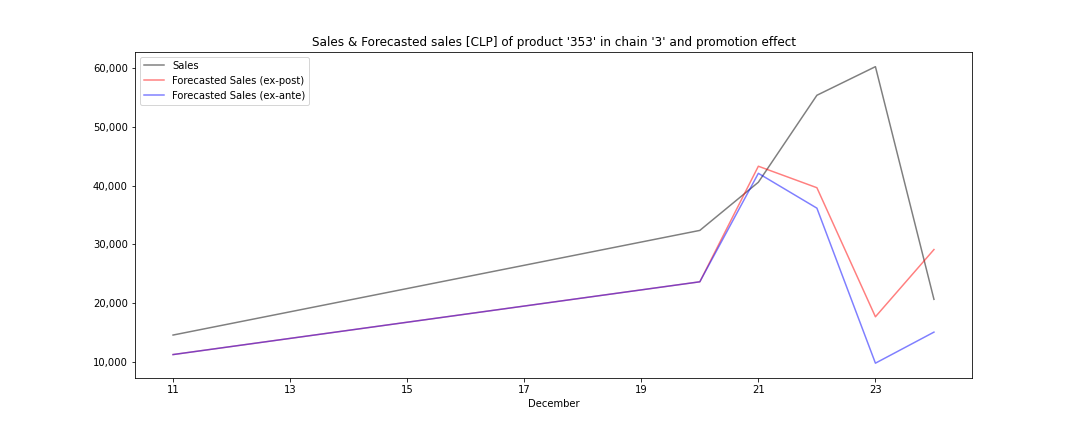 Sales & Forecasted sales [CLP] of product '353' in chain '3' and promotion effect
Sales
Forecasted Sales (ex-post)
Forecasted Sales (ex-ante)
60,000
50,000
40,000
30,000
20,000
10,000
11 13 15 17 19 21 23
December